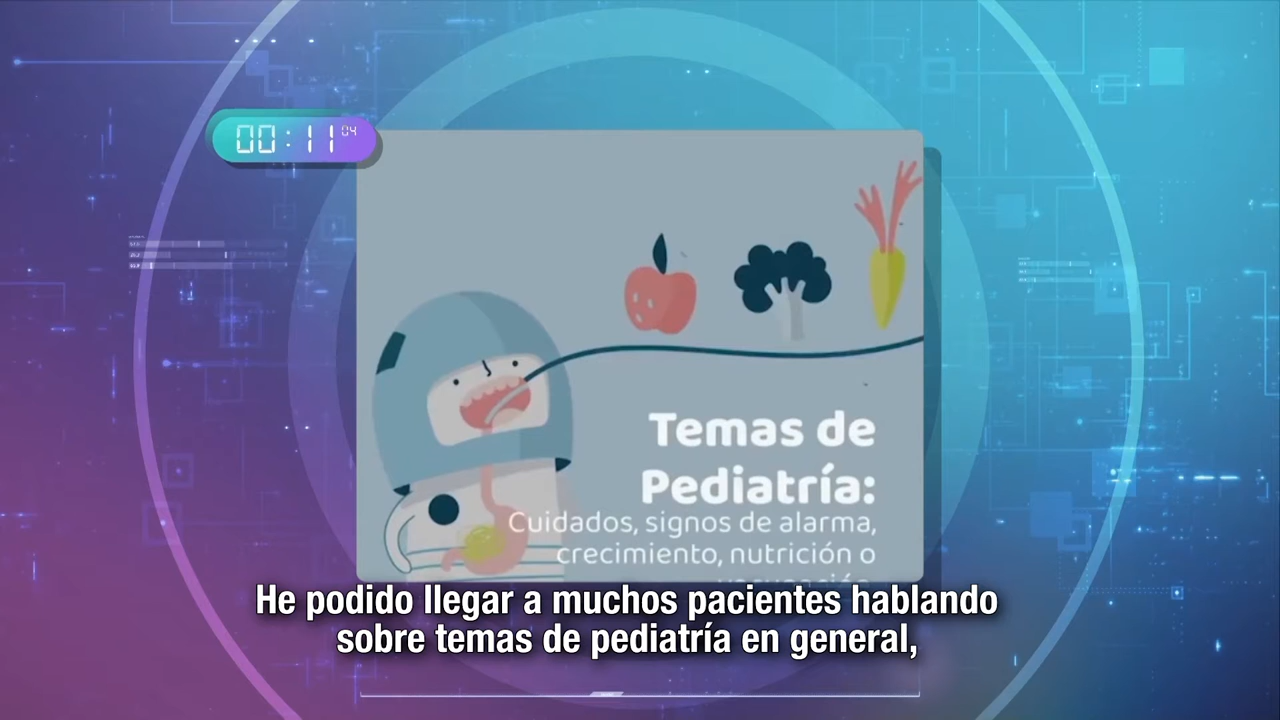 00:11 04
Temas de
Pediatría:
Cuidados, signos de alarma,
crecimiento, nutrición o
He podido llegar a muchos pacientes hablando
sobre temas de pediatría en general,